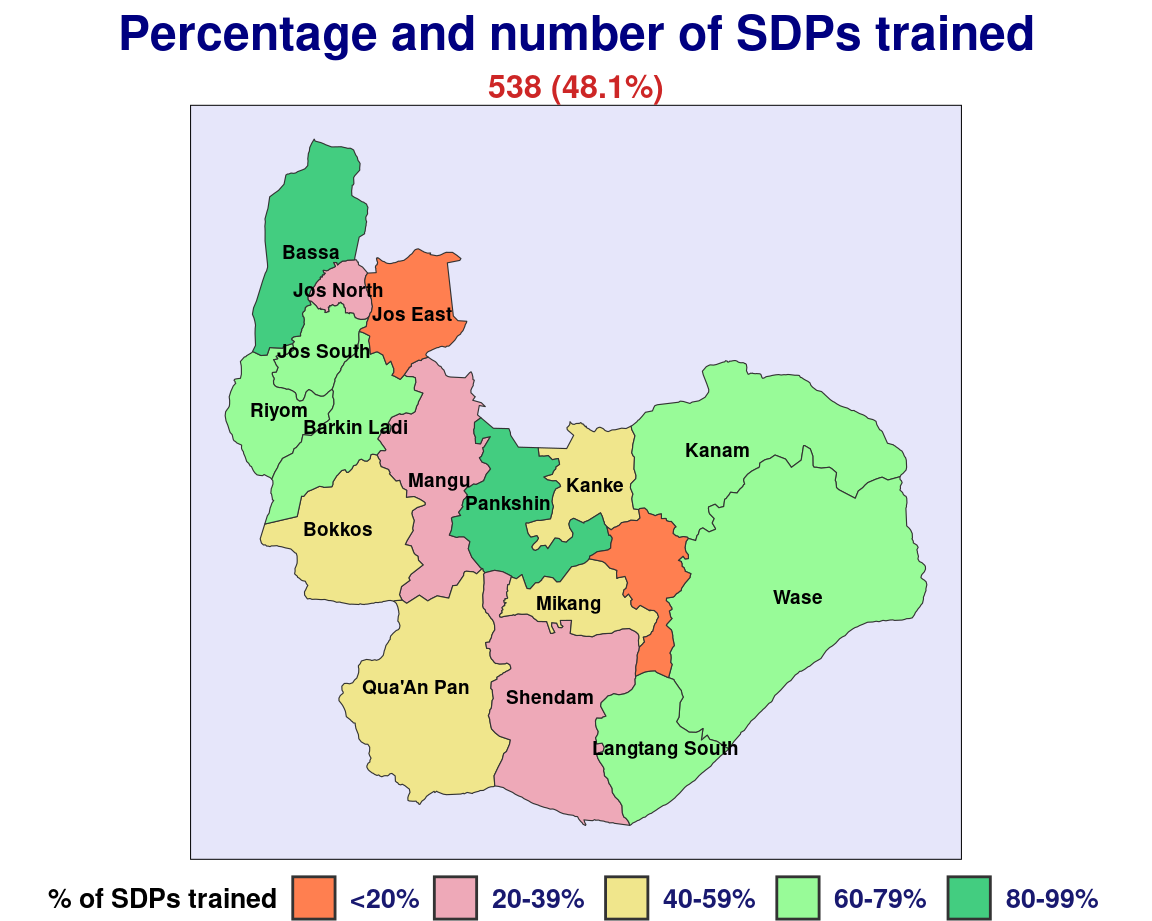 Percentage and number of SDPs trained
538 (48.1%)
Bassa
Jos North
Jos East
Jos South
Riyom
Barkin Ladi
Kanam
Mangu
Kanke
Pankshin
Bokkos
Wase
Mikang
Qua'An Pan
Shendam
Langtang South
% of SDPs trained <20% 20-39% 40-59% 60-79% 80-99%